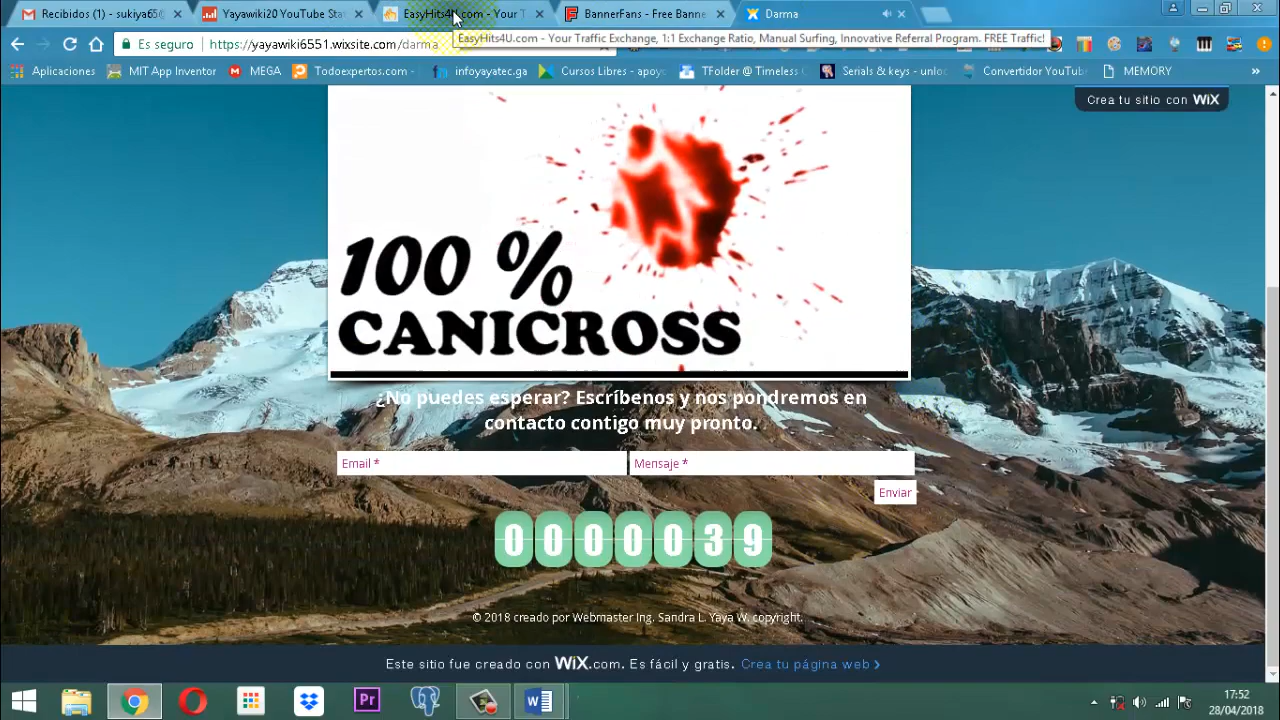 Recibidos (1) - sukiya65@
Yayawiki20 YouTube Sta
EasyHits4U.com - Your T
BannerFans - Free Banne
Darma
Es seguro
https://yayawiki6551.wixsite.com/darma
EasyHits4U.com - Your Traffic Exchange, 1:1 Exchange Ratio, Manual Surfing, Innovative Referral Program. FREE Traffic!
Aplicaciones
MIT App Inventor
MEGA
Todoexpertos.com -
infoyayatec.ga
Cursos Libres - apoyo
TFolder @ Timeless
Serials & keys - unloc
Convertidor YouTube
MEMORY
»
Crea tu sitio con WiX
100 %
CANICROSS
¿No puedes esperar? Escríbenos y nos pondremos en
contacto contigo muy pronto.
Email *
Mensaje *
Enviar
0000039
© 2018 creado por Webmaster Ing. Sandra L. Yaya W. copyright.
Este sitio fue creado con WiX.com. Es fácil y gratis. Crea tu página web ›
Pr
W
17:52
28/04/2018